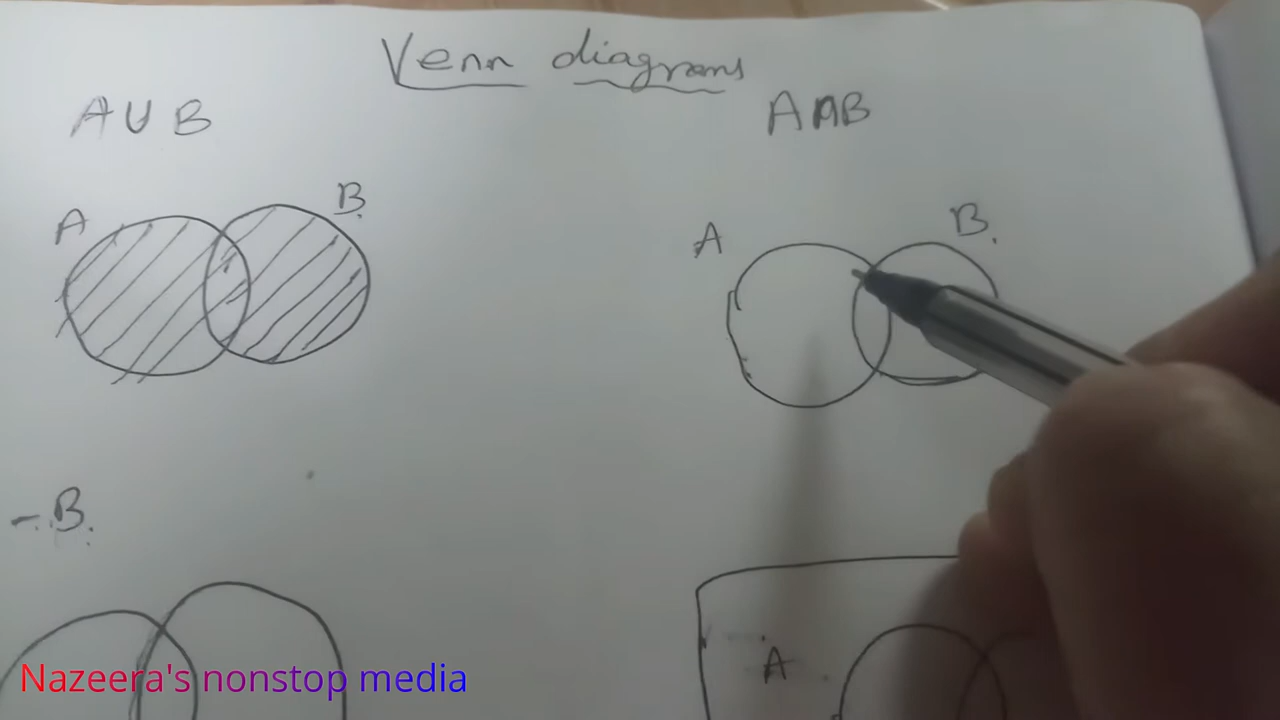 Venn diagrams
A ∪ B
A ∩ B
A
B.
A
B.
- B.
A
Nazeera's nonstop media